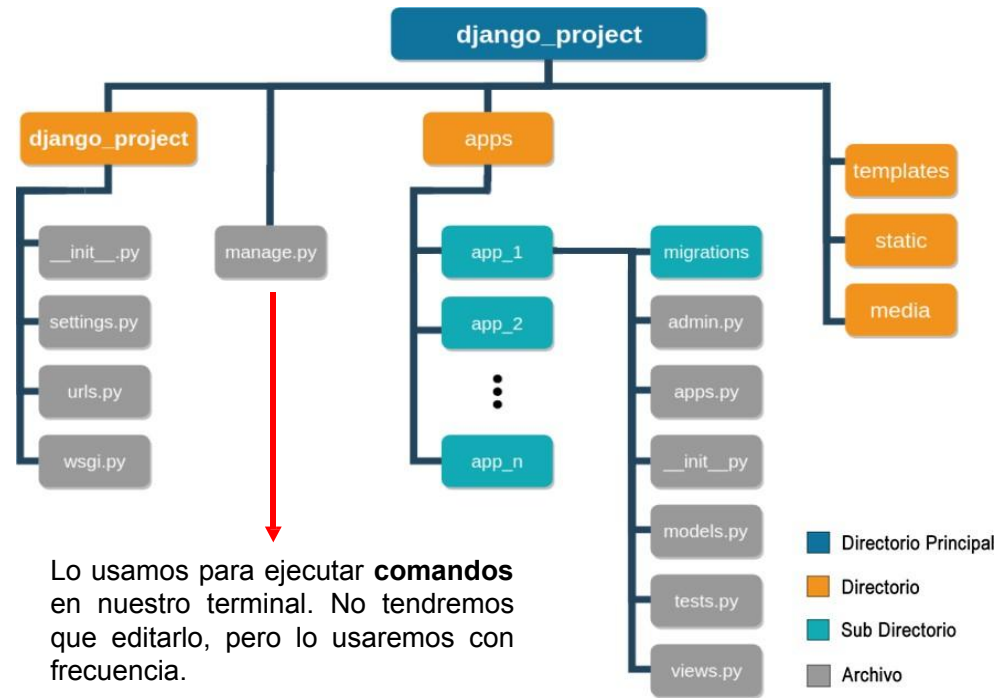 django_project
django_project
apps
templates
static
media
__init__.py
settings.py
urls.py
wsgi.py
manage.py
app_1
app_2
app_n
migrations
admin.py
apps.py
__init__py
models.py
tests.py
views.py
Lo usamos para ejecutar comandos
en nuestro terminal. No tendremos
que editarlo, pero lo usaremos con
frecuencia.
Directorio Principal
Directorio
Sub Directorio
Archivo